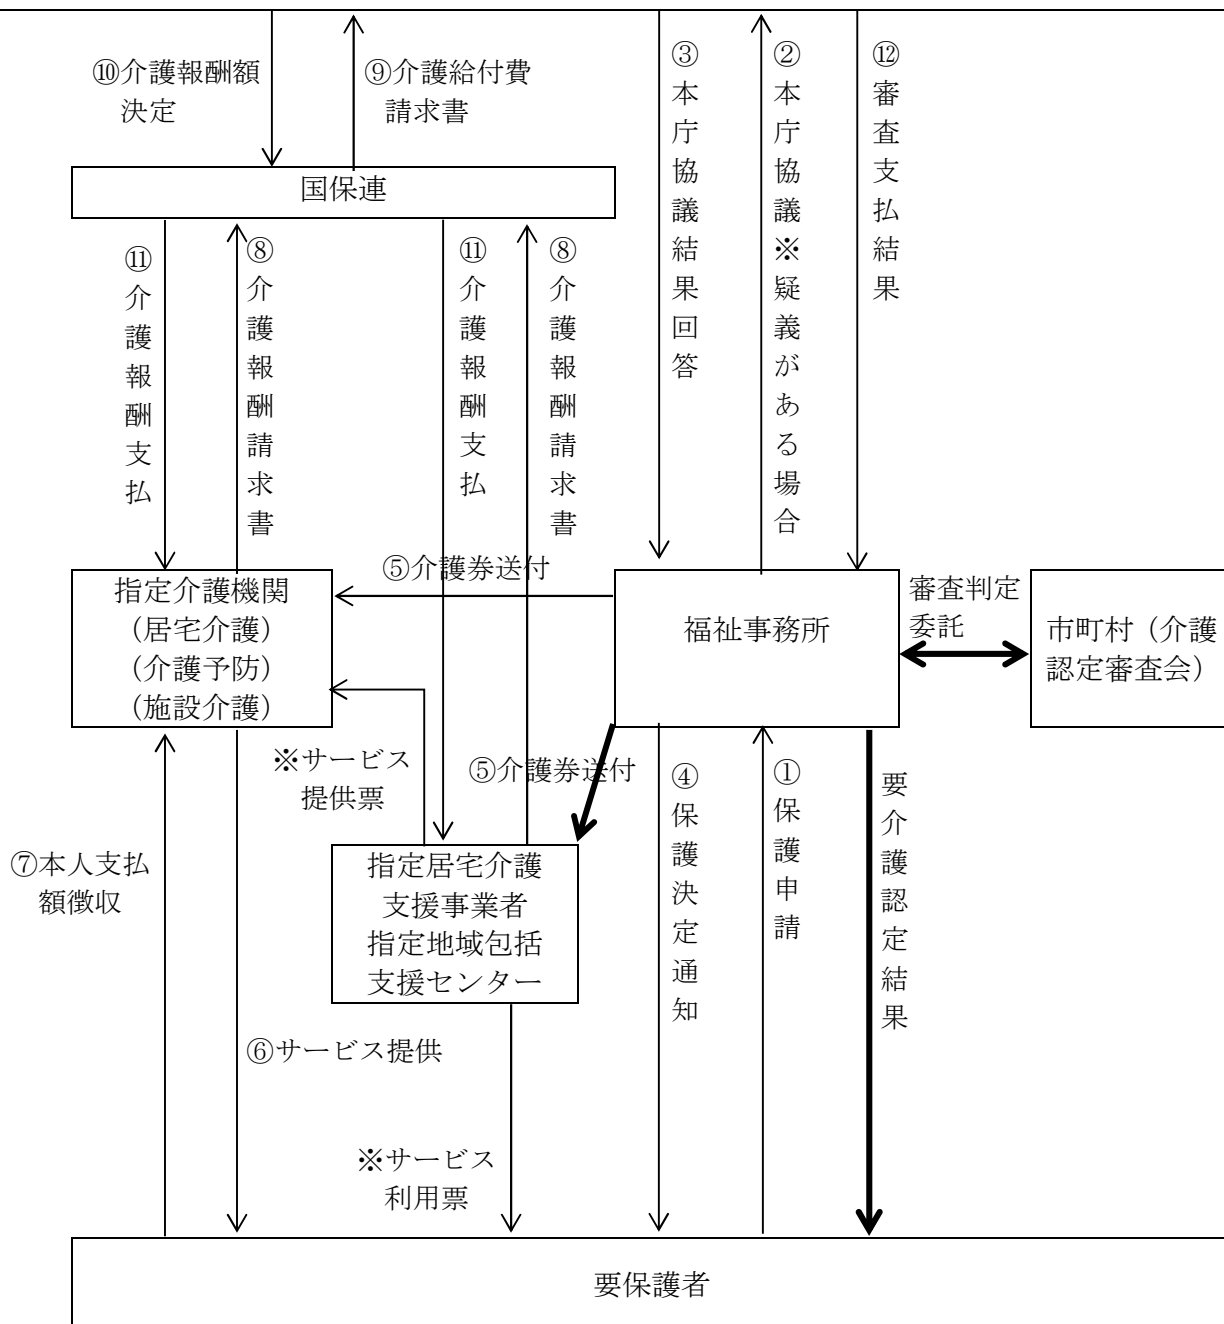 ⑩介護報酬額
決定
⑨介護給付費
請求書
③本庁協議結果回答
②本庁協議※疑義がある場合
⑫審査支払結果
国保連
⑪介護報酬支払
⑧介護報酬請求書
⑪介護報酬支払
⑧介護報酬請求書
⑤介護券送付
指定介護機関
（居宅介護）
（介護予防）
（施設介護）
福祉事務所
審査判定
委託
市町村（介護
認定審査会）
※サービス
提供票
⑤介護券送付
④保護決定通知
①保護申請
要介護認定結果
⑦本人支払
額徴収
指定居宅介護
支援事業者
指定地域包括
支援センター
⑥サービス提供
※サービス
利用票
要保護者